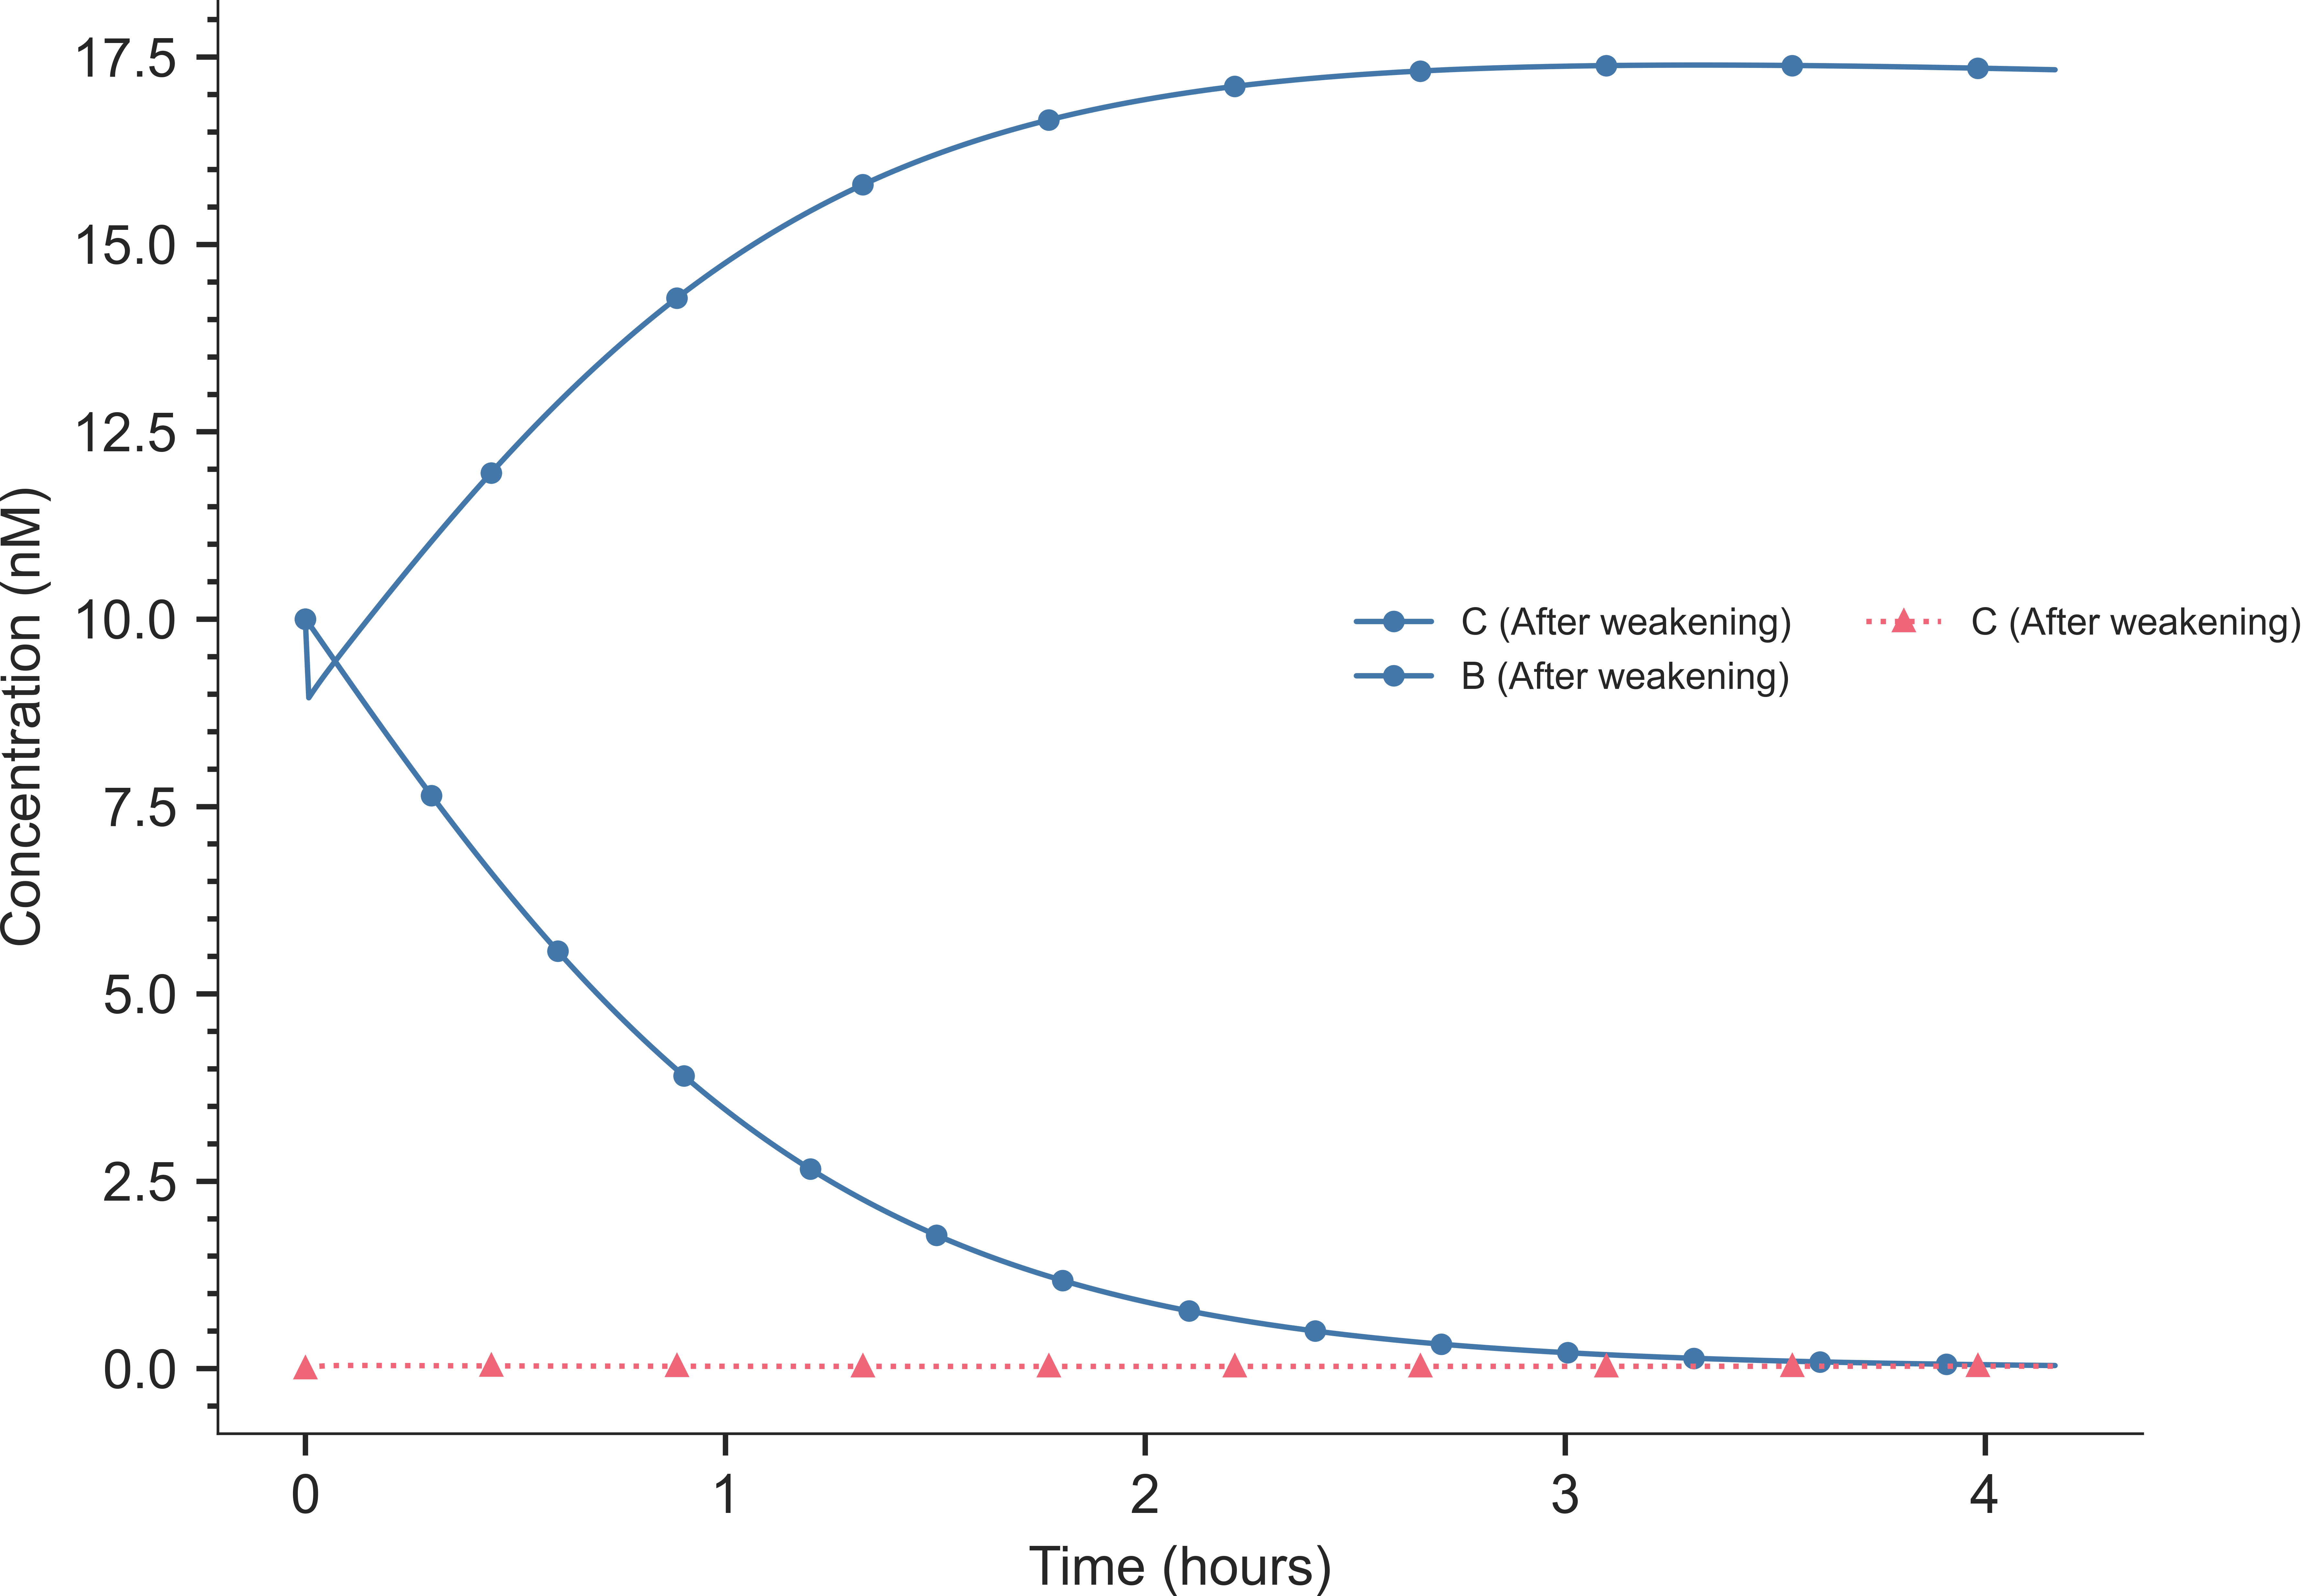 17.5
15.0
12.5
10.0
7.5
5.0
2.5
0.0
Concentration (nM)
C (After weakening)
B (After weakening)
C (After weakening)
0 1 2 3 4
Time (hours)